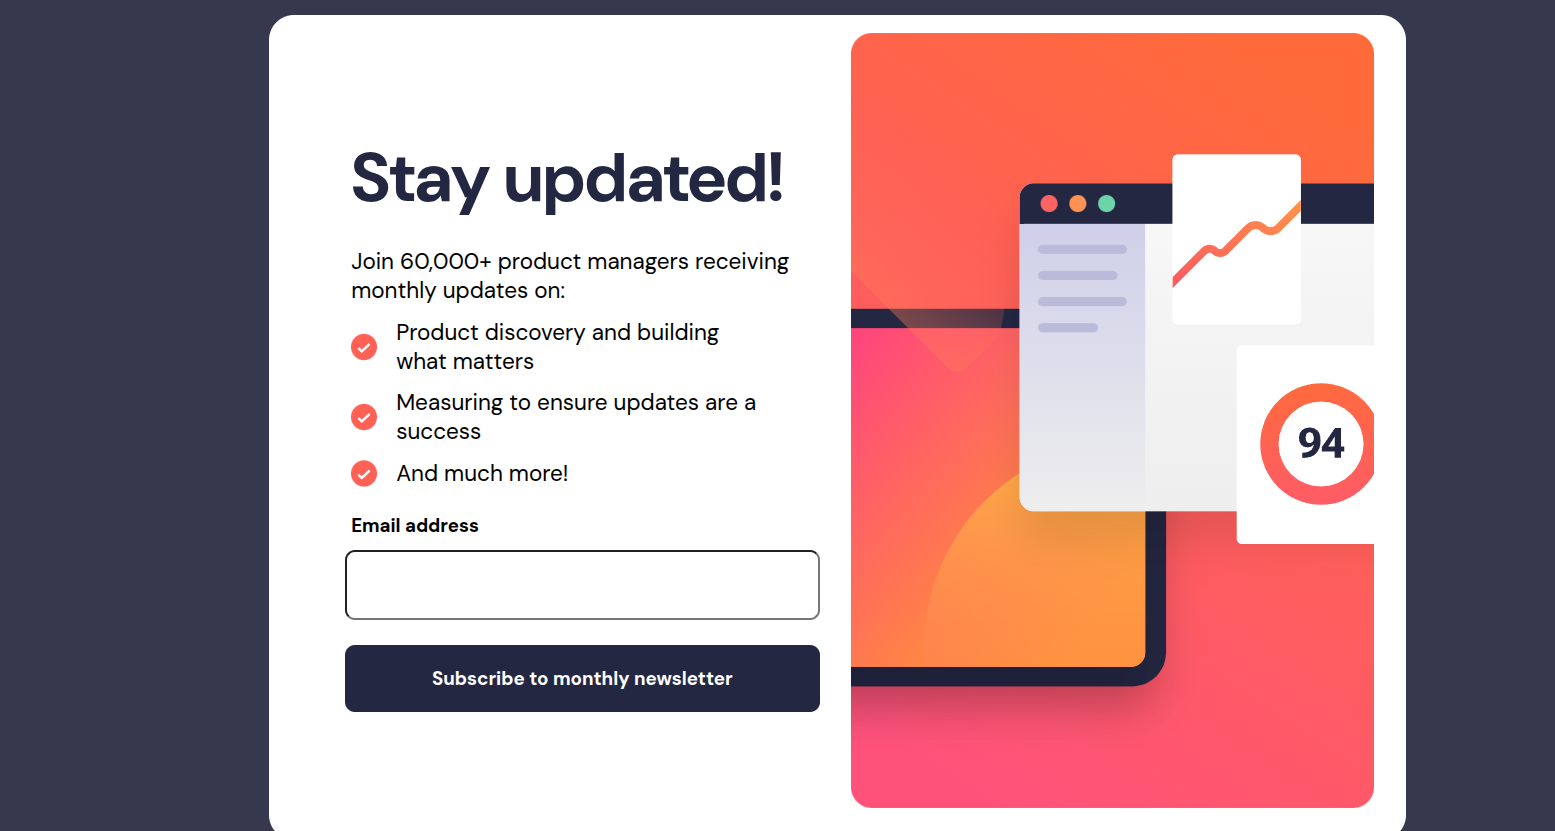 Stay updated!
Join 60,000+ product managers receiving
monthly updates on:
Product discovery and building
what matters
Measuring to ensure updates are a
success
And much more!
Email address
Subscribe to monthly newsletter
94